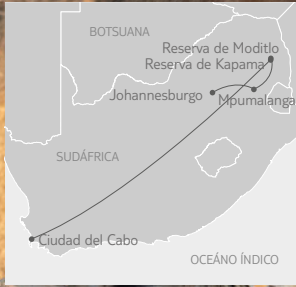 BOTSUANA
Reserva de Moditlo
Reserva de Kapama
Johannesburgo
Mpumalanga
SUDÁFRICA
Ciudad del Cabo
OCEÁNO ÍNDICO